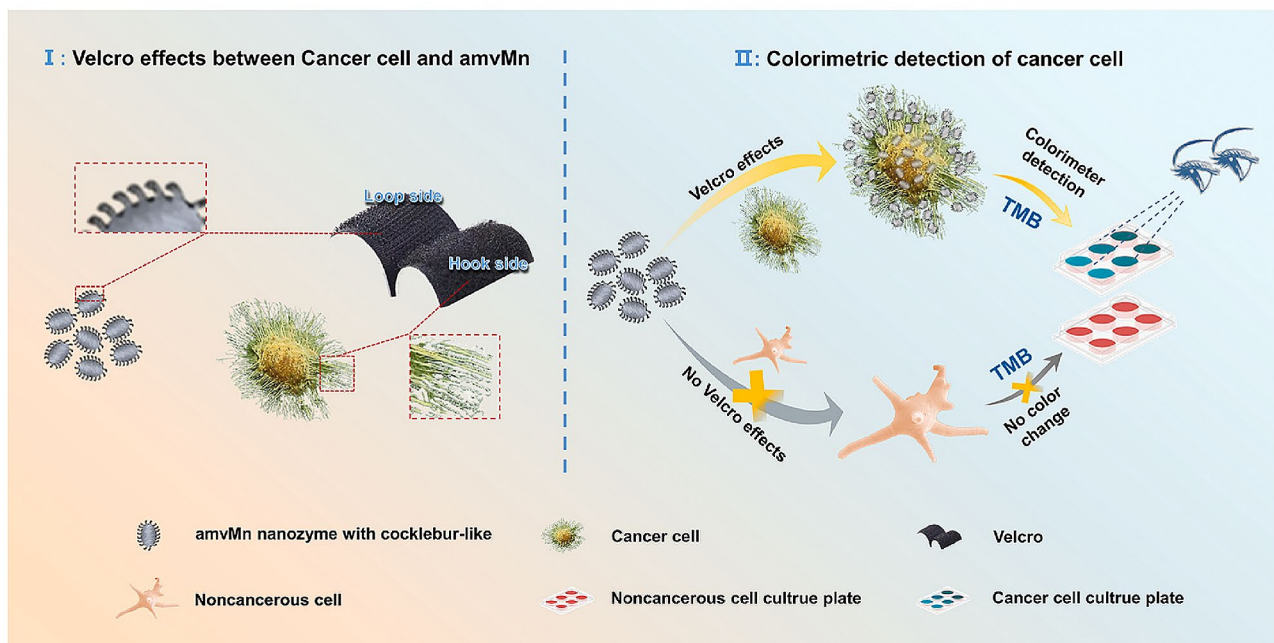 I : Velcro effects between Cancer cell and amvMn
II: Colorimetric detection of cancer cell
Loop side
Hook side
Velcro effects
Colorimeter
detection
TMB
No Velcro effects
TMB
No color
change
amvMn nanozyme with cocklebur-like
Cancer cell
Velcro
Noncancerous cell
Noncancerous cell cultrue plate
Cancer cell cultrue plate